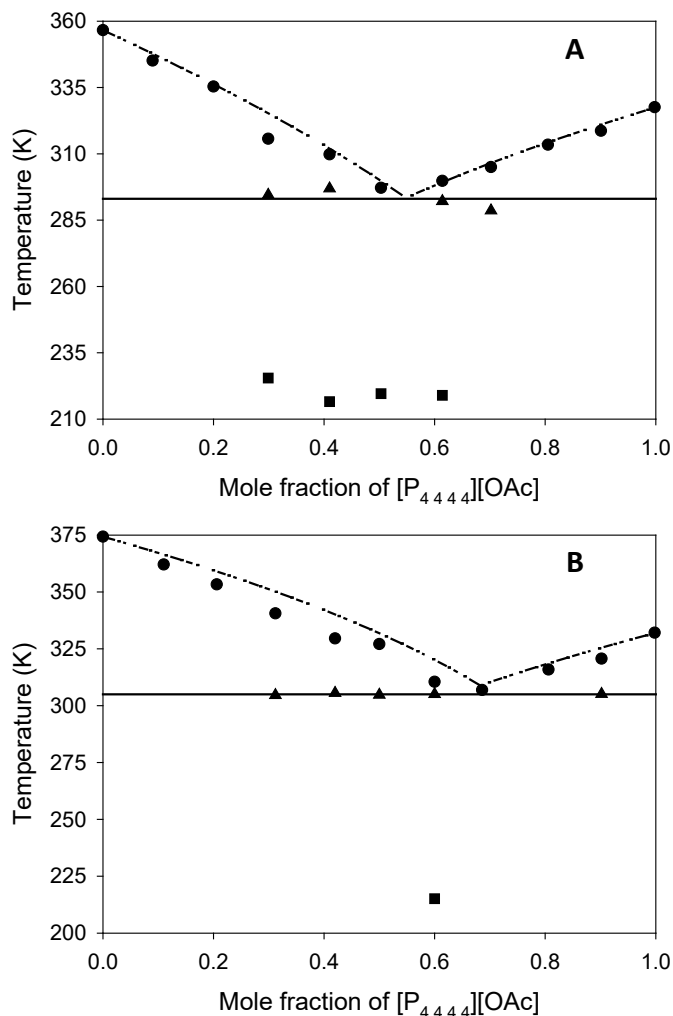 A
Temperature (K)
360
335
310
285
260
235
210
0.0 0.2 0.4 0.6 0.8 1.0
Mole fraction of [P₄ ₄ ₄ ₄][OAc]
B
Temperature (K)
375
350
325
300
275
250
225
200
0.0 0.2 0.4 0.6 0.8 1.0
Mole fraction of [P₄ ₄ ₄ ₄][OAc]